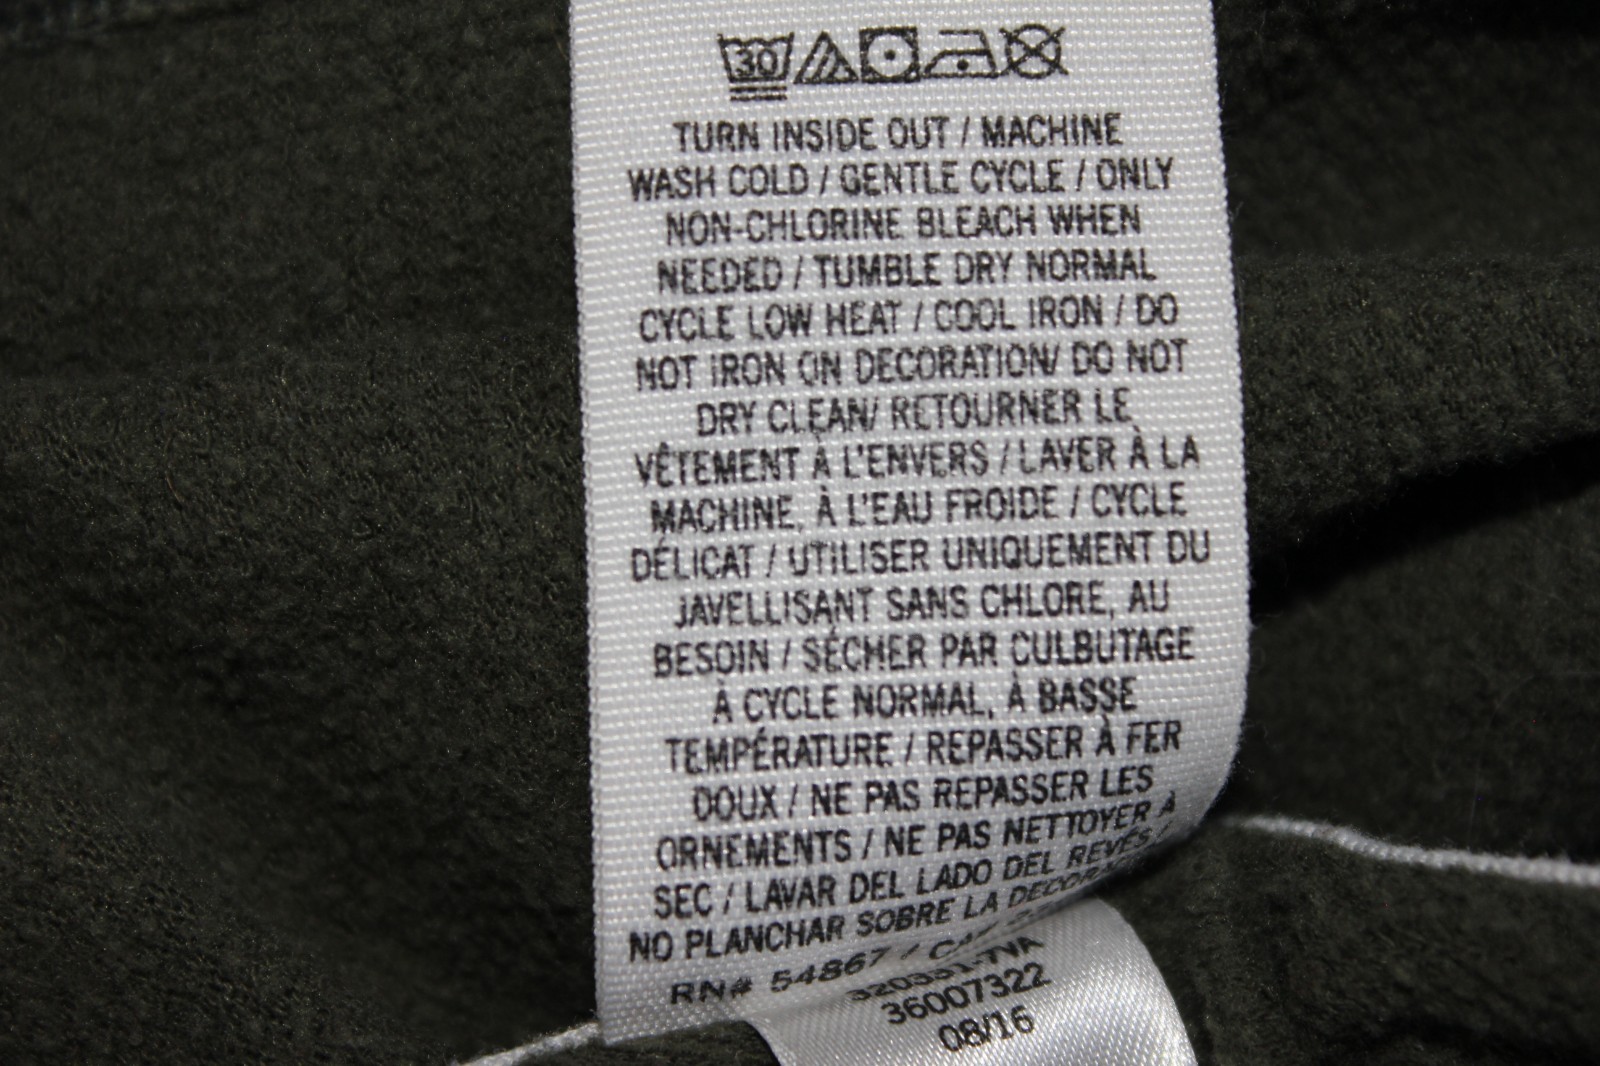 30
TURN INSIDE OUT / MACHINE
WASH COLD / GENTLE CYCLE / ONLY
NON-CHLORINE BLEACH WHEN
NEEDED / TUMBLE DRY NORMAL
CYCLE LOW HEAT / COOL IRON / DO
NOT IRON ON DECORATION/ DO NOT
DRY CLEAN/ RETOURNER LE
VÊTEMENT À L'ENVERS / LAVER À LA
MACHINE, À L'EAU FROIDE / CYCLE
DÉLICAT / UTILISER UNIQUEMENT DU
JAVELLISANT SANS CHLORE, AU
BESOIN / SÉCHER PAR CULBUTAGE
À CYCLE NORMAL, À BASSE
TEMPÉRATURE / REPASSER À FER
DOUX / NE PAS REPASSER LES
ORNEMENTS / NE PAS NETTOYER À
SEC / LAVAR DEL LADO DEL REVÉS /
NO PLANCHAR SOBRE LA
RN# 54867 /
36007322
08/16